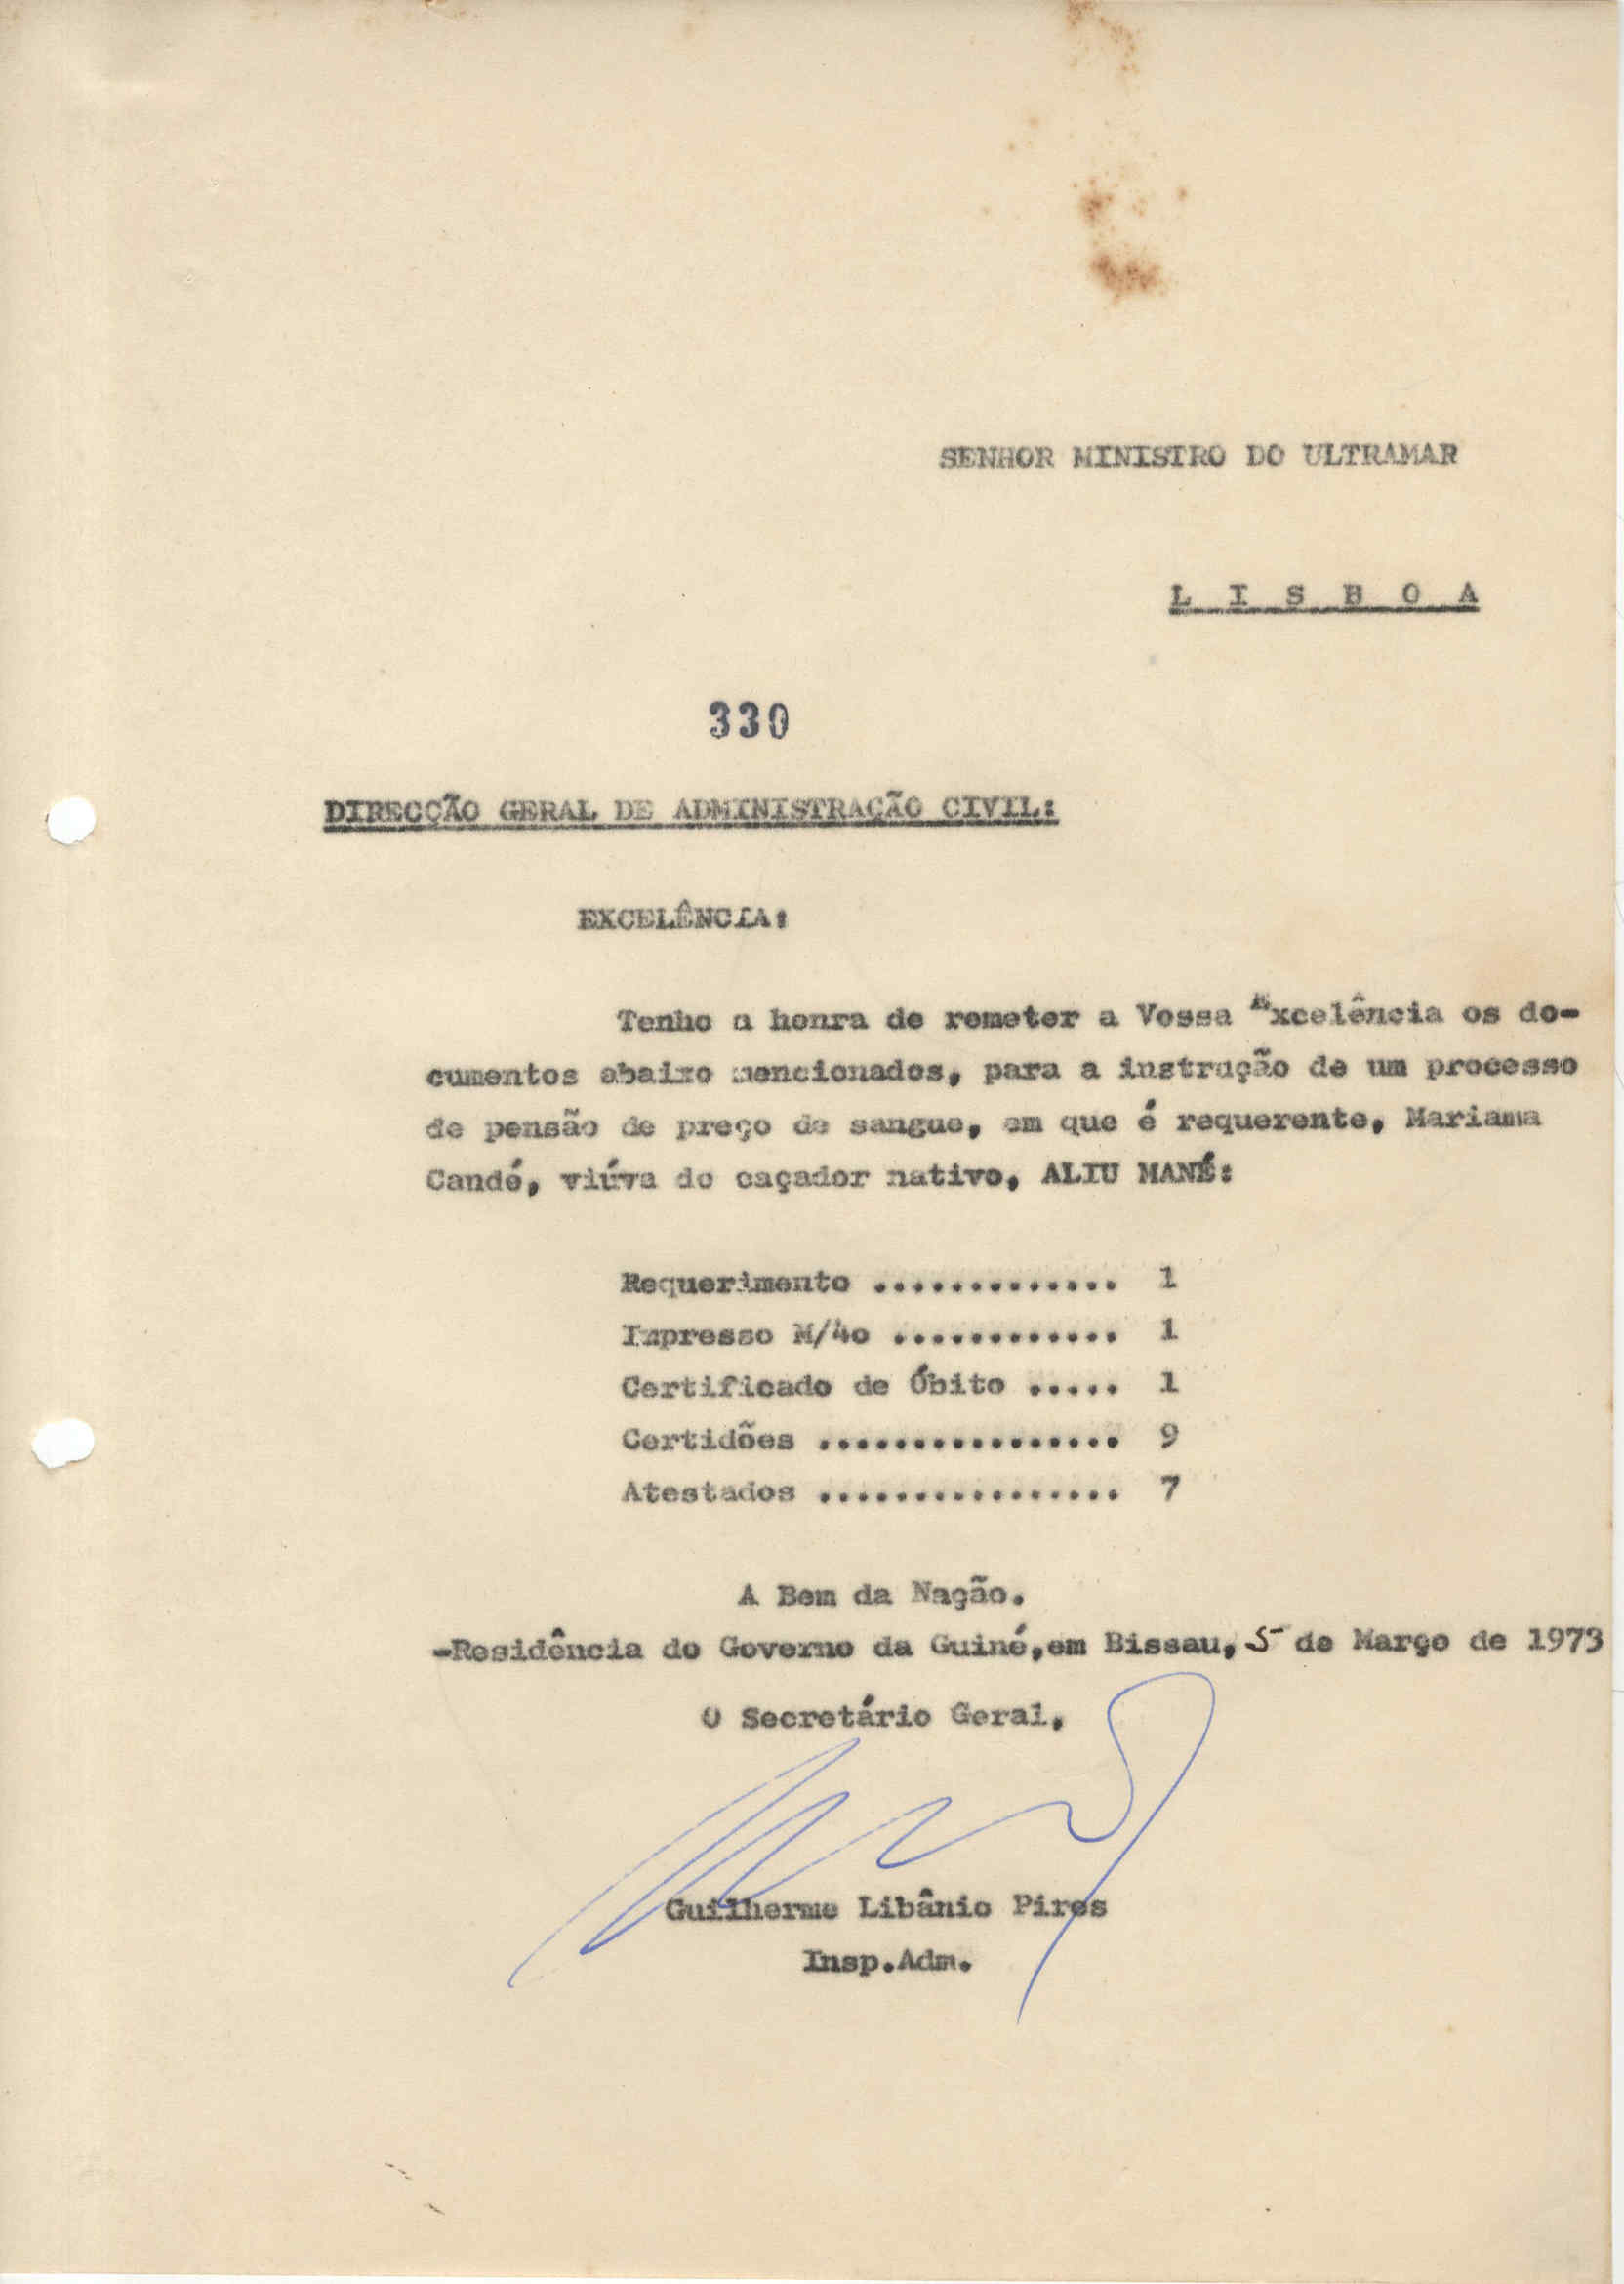 SENHOR MINISTRO DO ULTRAMAR
L I S B O A
330
DIRECÇÃO GERAL DE ADMINISTRAÇÃO CIVIL:
EXCELÊNCIA:
Tenho a honra de remeter a Vossa Excelência os do-
cumentos abaixo mencionados, para a instrução de um processo
de pensão de preço de sangue, em que é requerente, Mariama
Candé, viúva do caçador nativo, ALIU MANÉ:
Requerimento ............. 1
Impresso M/4o ............ 1
Certificado de Óbito ..... 1
Certidões ................ 9
Atestados ................ 7
A Bem da Nação.
-Residência do Governo da Guiné,em Bissau, 5 de Março de 1973
O Secretário Geral,
Guilherme Libânio Pires
Insp.Adm.